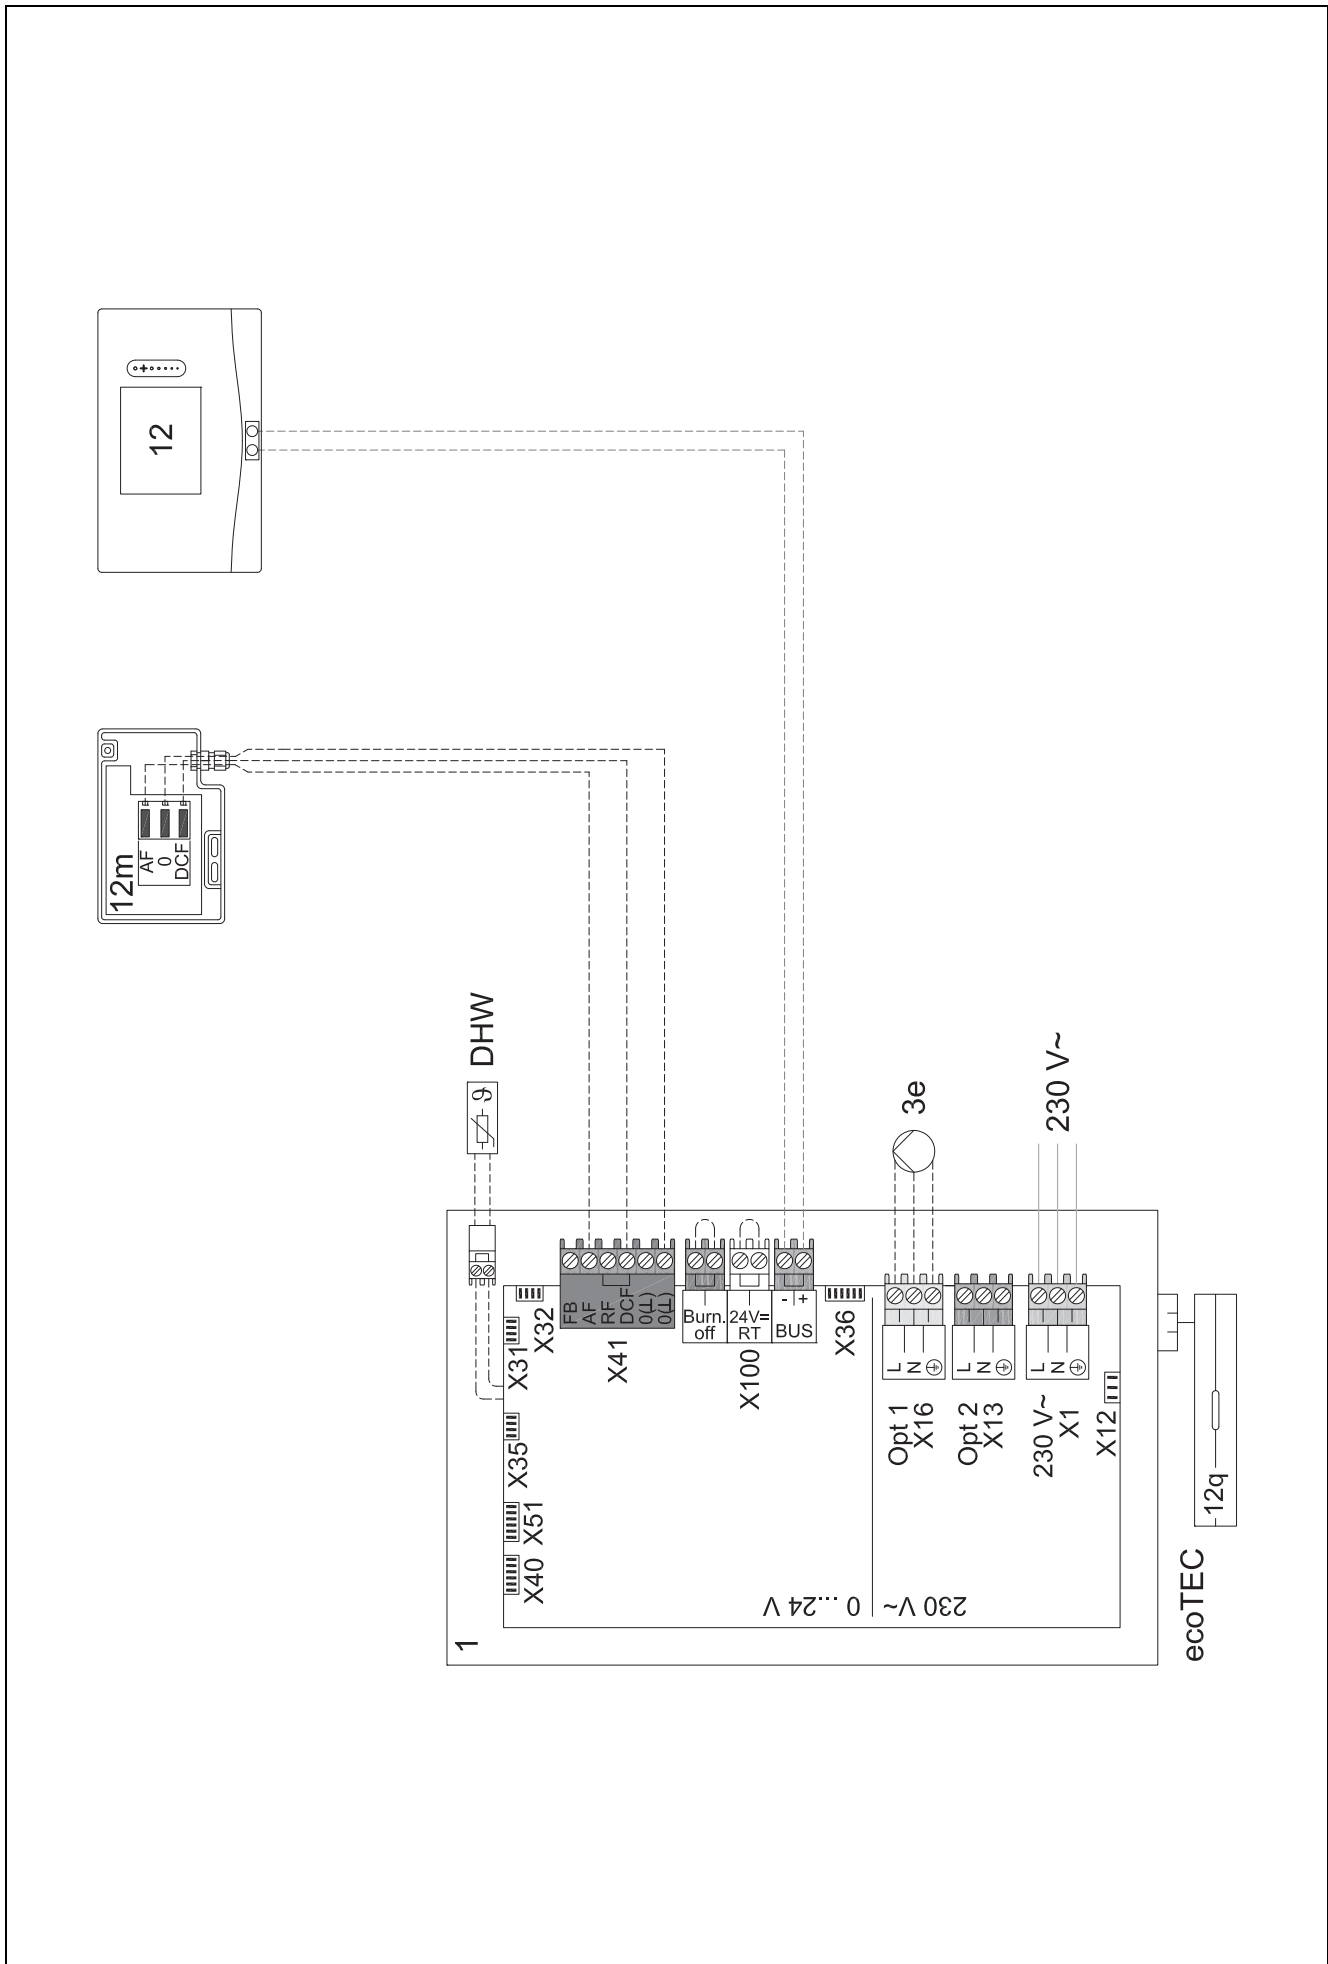 12
12m
AF
0
DCF
DHW
3e
230 V~
1
X40
X51
X35
X31
X32
FB
AF
RF
DCF
0(⊥)
0(⊥)
X41
Burn.
off
24V=
RT
X100
- +
BUS
X36
0 ... 24 V
230 V~
L
N
Opt 1
X16
L
N
Opt 2
X13
L
N
230 V~
X1
X12
ecoTEC
12q